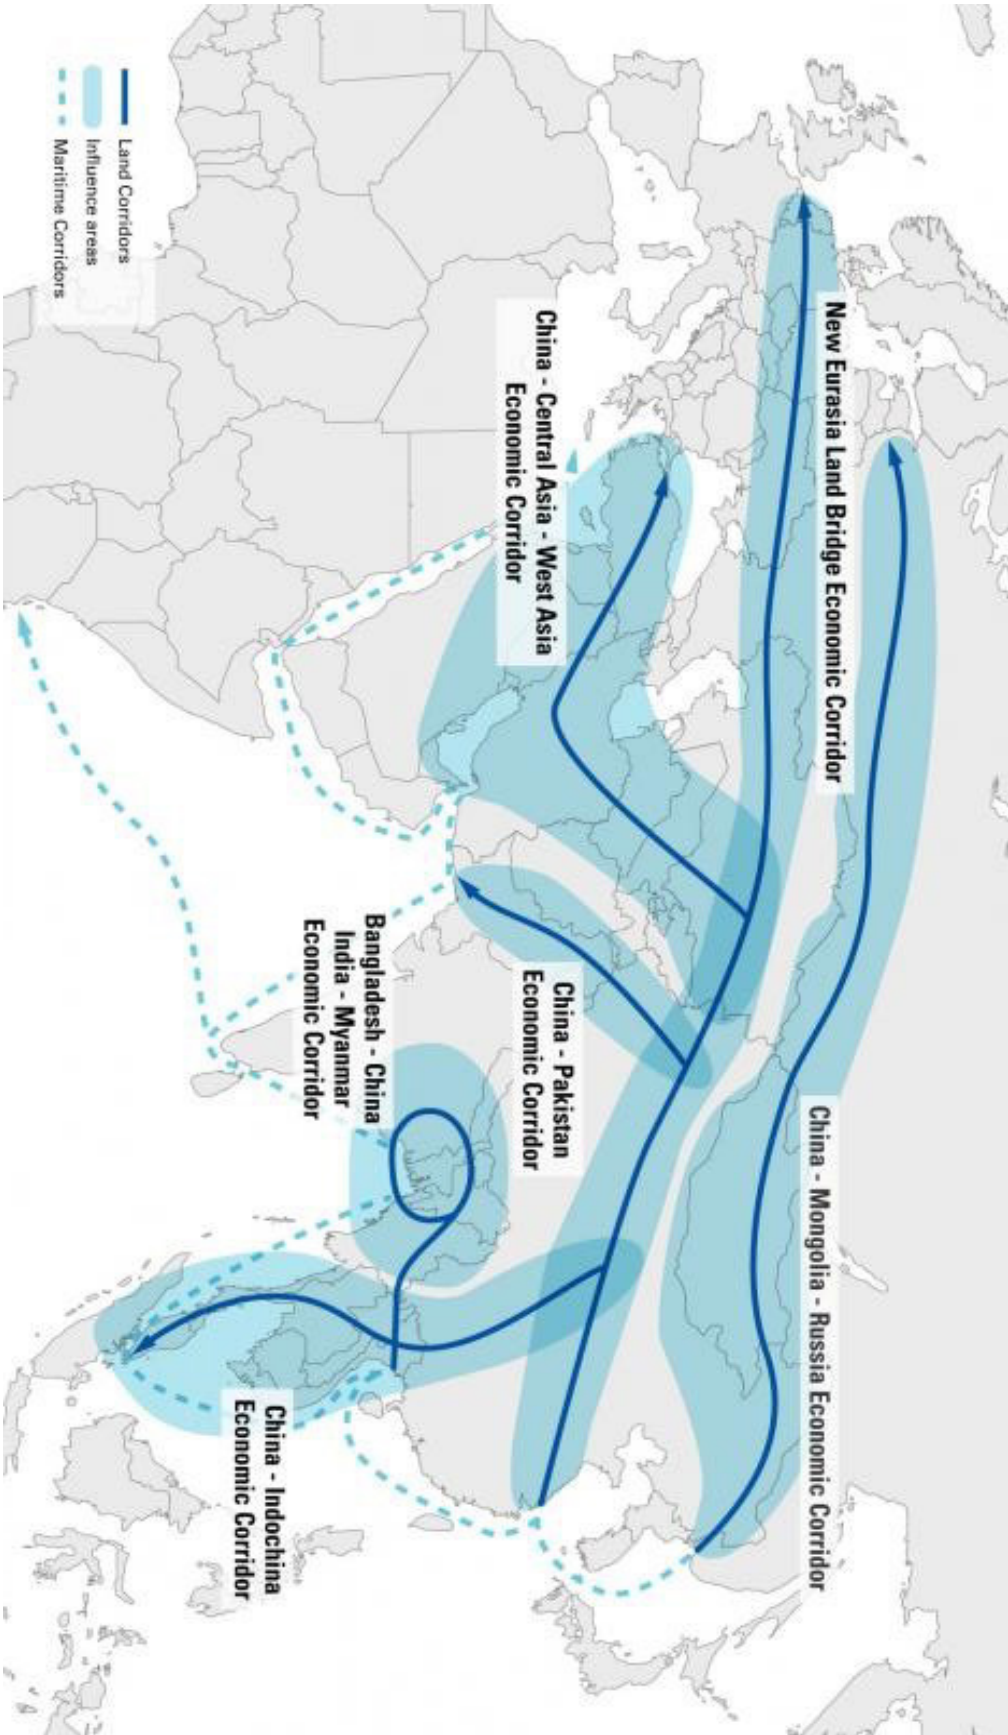 New Eurasia Land Bridge Economic Corridor
China - Mongolia - Russia Economic Corridor
China - Central Asia - West Asia
Economic Corridor
China - Pakistan
Economic Corridor
Bangladesh - China
India - Myanmar
Economic Corridor
China - Indochina
Economic Corridor
Land Corridors
Influence areas
Maritime Corridors